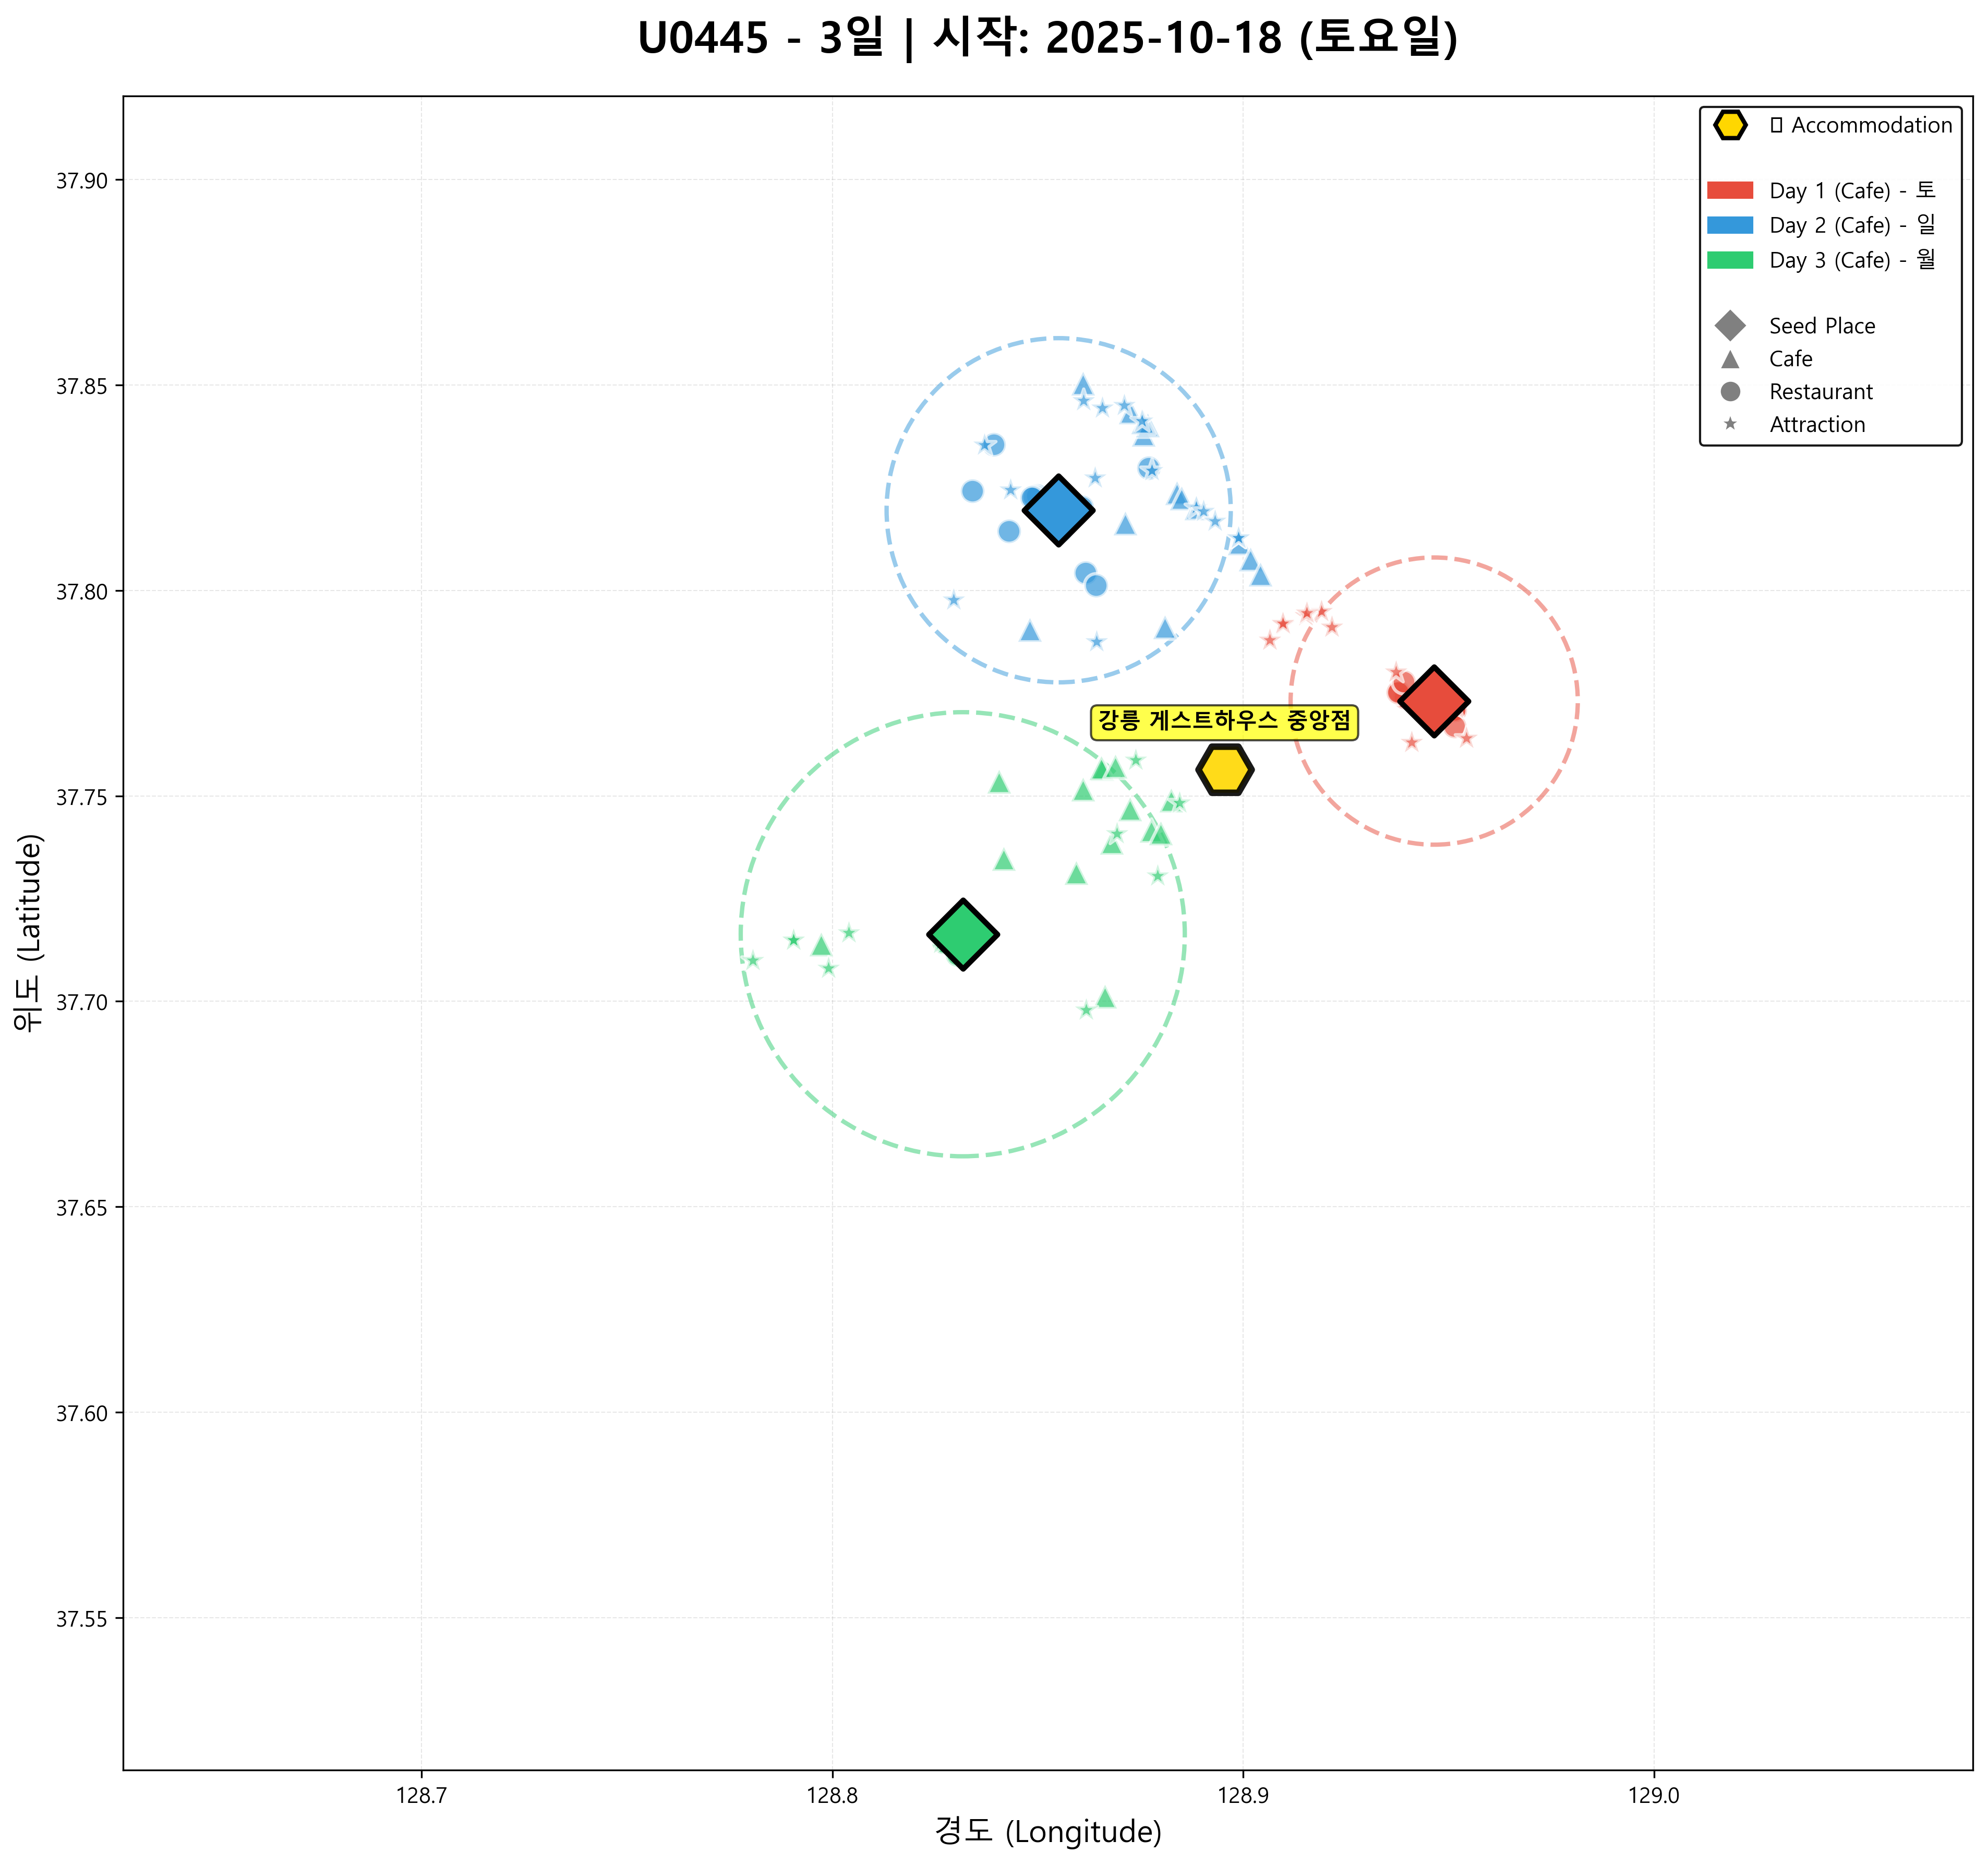 U0445 - 3일 | 시작: 2025-10-18 (토요일)
□ Accommodation
Day 1 (Cafe) - 토
Day 2 (Cafe) - 일
Day 3 (Cafe) - 월
Seed Place
Cafe
Restaurant
Attraction
강릉 게스트하우스 중앙점
37.90
37.85
37.80
37.75
37.70
37.65
37.60
37.55
위도 (Latitude)
128.7
128.8
128.9
129.0
경도 (Longitude)